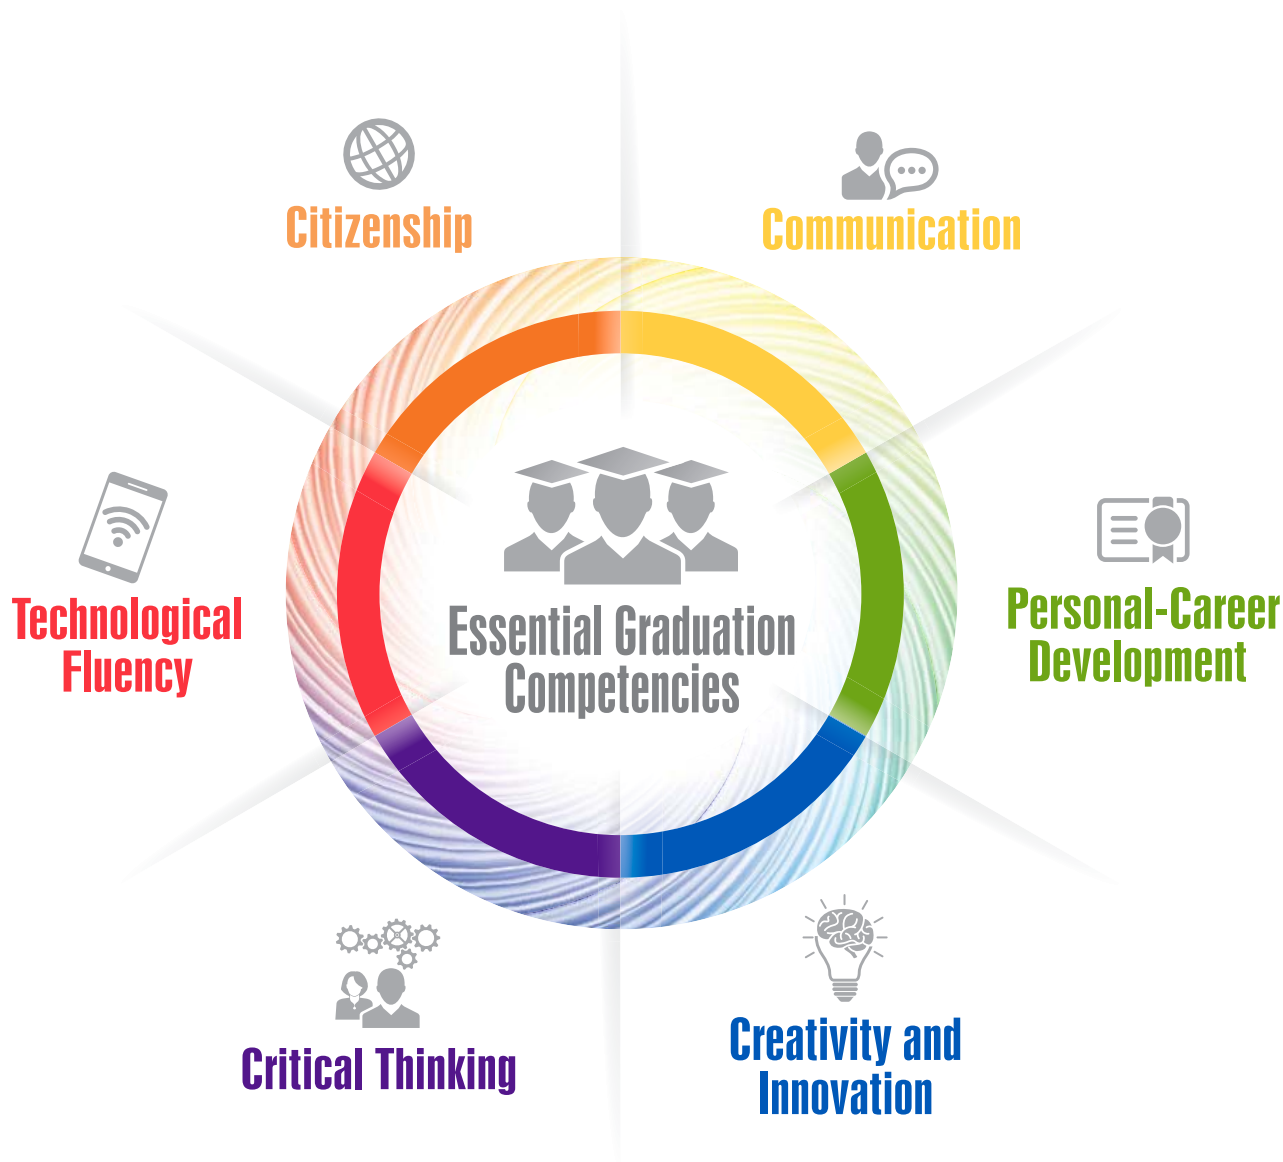 Citizenship
Communication
Technological
Fluency
Essential Graduation
Competencies
Personal-Career
Development
Critical Thinking
Creativity and
Innovation